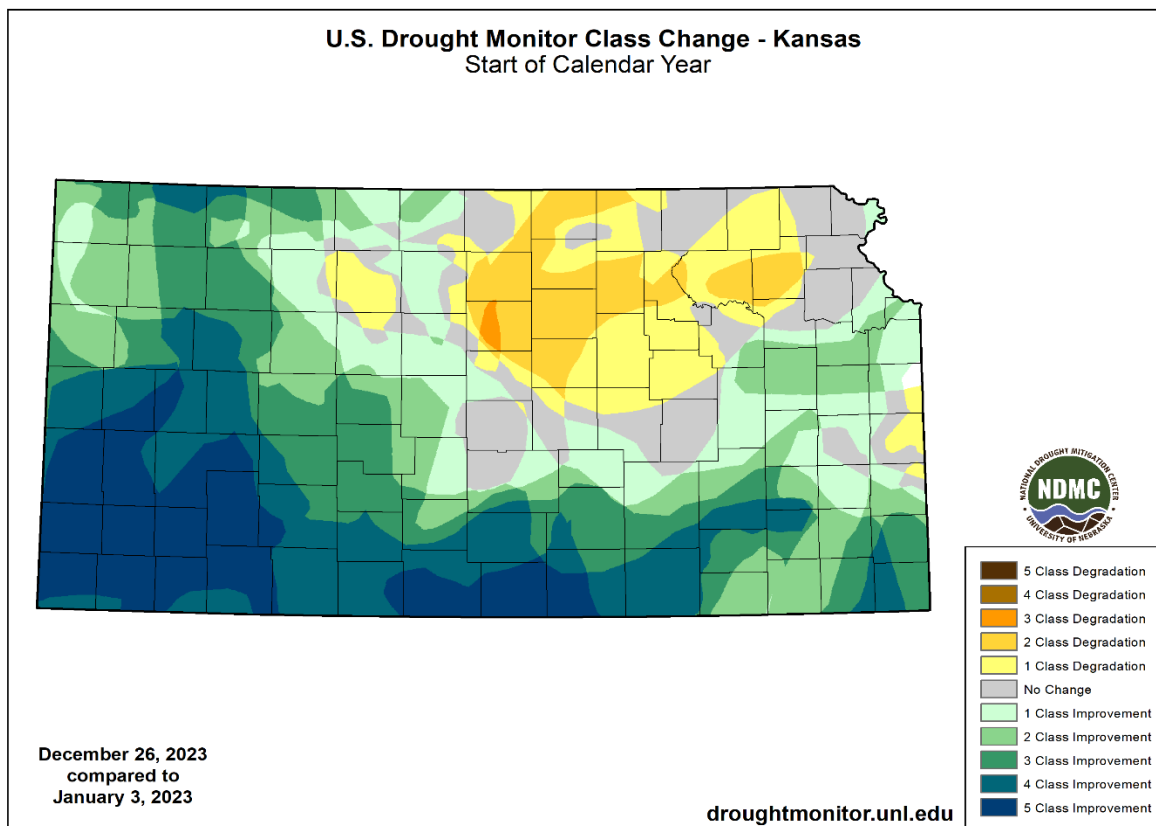 U.S. Drought Monitor Class Change - Kansas
Start of Calendar Year
NATIONAL DROUGHT MITIGATION CENTER
NDMC
UNIVERSITY OF NEBRASKA
5 Class Degradation
4 Class Degradation
3 Class Degradation
2 Class Degradation
1 Class Degradation
No Change
1 Class Improvement
2 Class Improvement
3 Class Improvement
4 Class Improvement
5 Class Improvement
December 26, 2023
compared to
January 3, 2023
droughtmonitor.unl.edu